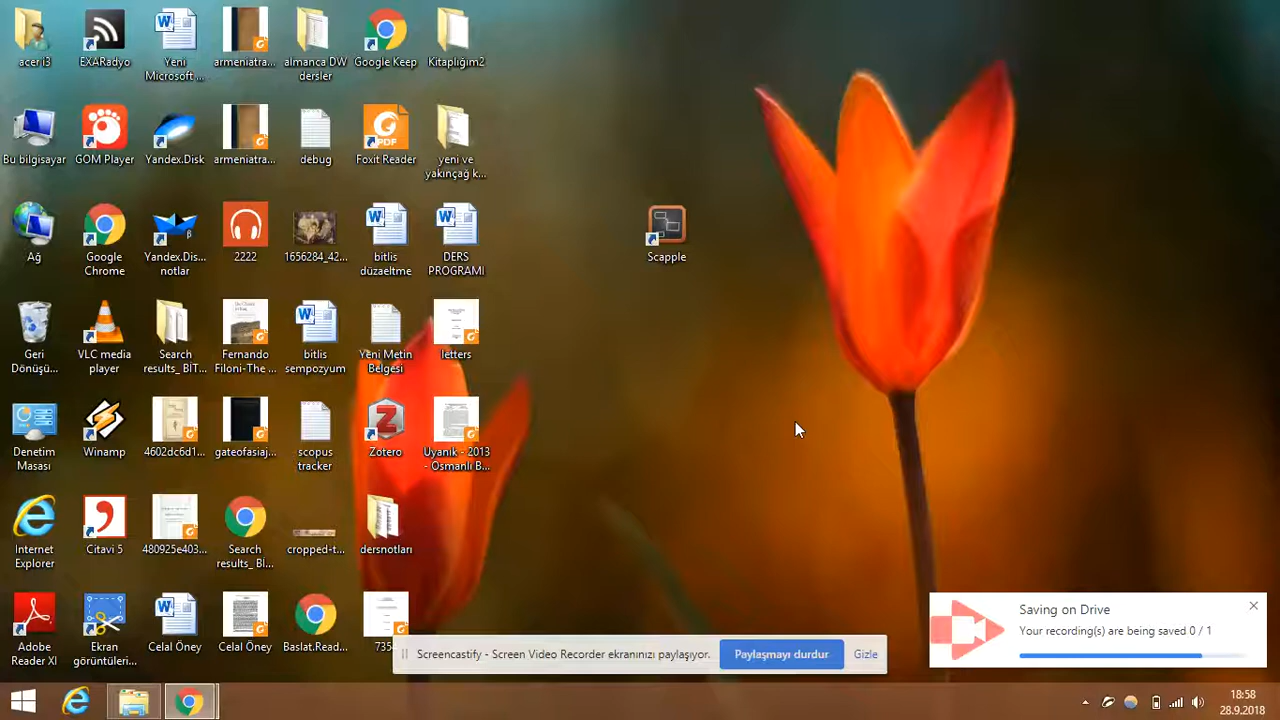 acer i3
EXARadyo
Yeni
Microsoft ...
armeniatra...
almanca DW
dersler
Google Keep
Kitaplığım2
Bu bilgisayar
GOM Player
Yandex.Disk
armeniatra...
debug
Foxit Reader
PDF
yeni ve
yakınçağ k...
Ağ
Google
Chrome
Yandex.Dis...
notlar
2222
1656284_42...
bitlis
düzaeltme
DERS
PROGRAMI
Scapple
Geri
Dönüşü...
VLC media
player
Search
results_ BİT...
Fernando
Filoni-The ...
bitlis
sempozyum
Yeni Metin
Belgesi
letters
Denetim
Masası
Winamp
4602dc6d1...
gateofasiaj...
scopus
tracker
Zotero
Uyanık - 2013
- Osmanlı B...
Internet
Explorer
Citavi 5
480925e403...
Search
results_ Bİ...
cropped-t...
dersnotları
Adobe
Reader XI
Ekran
görüntüleri...
Celal Öney
Celal Öney
Baslat.Read...
735
Screencastify - Screen Video Recorder ekranınızı paylaşıyor.
Paylaşmayı durdur
Gizle
Saving on Drive
Your recording(s) are being saved 0 / 1
18:58
28.9.2018